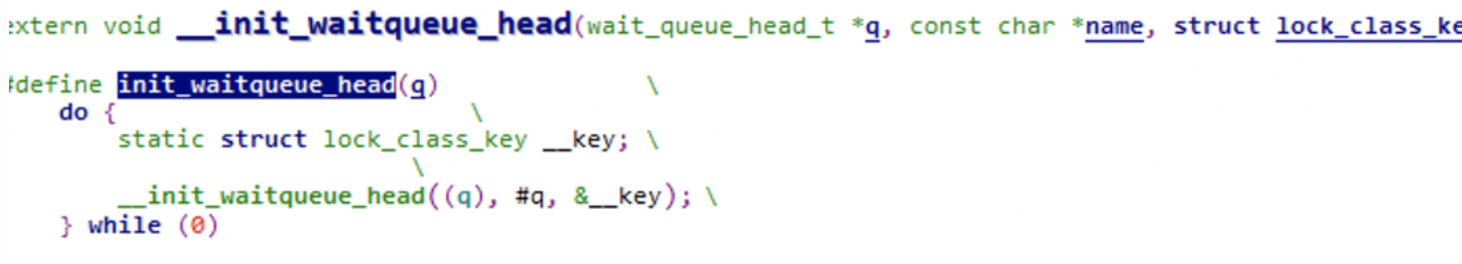 xtern void __init_waitqueue_head(wait_queue_head_t *q, const char *name, struct lock_class_ke
#define init_waitqueue_head(q) \
do { \
static struct lock_class_key __key; \
\
__init_waitqueue_head((q), #q, &__key); \
} while (0)